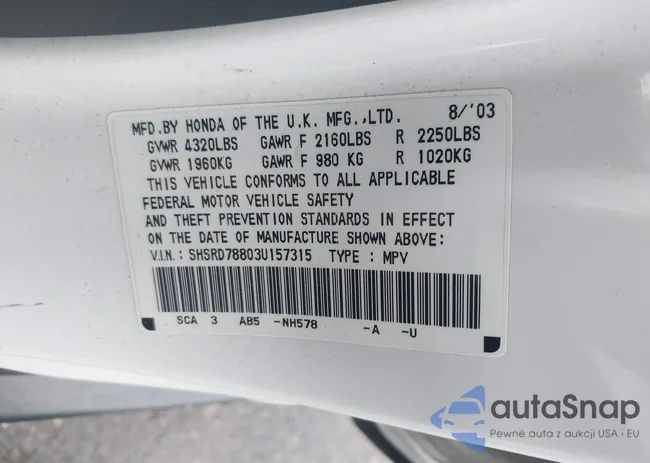 MFD.BY HONDA OF THE U.K. MFG.,LTD. 8/'03
GVWR 4320LBS GAWR F 2160LBS R 2250LBS
GVWR 1960KG GAWR F 980 KG R 1020KG
THIS VEHICLE CONFORMS TO ALL APPLICABLE
FEDERAL MOTOR VEHICLE SAFETY
AND THEFT PREVENTION STANDARDS IN EFFECT
ON THE DATE OF MANUFACTURE SHOWN ABOVE:
V.I.N.: SHSRD78803U157315 TYPE : MPV
SCA 3 AB5 -NH578 -A -U
autaSnap
Pewne auta z aukcji USA i EU